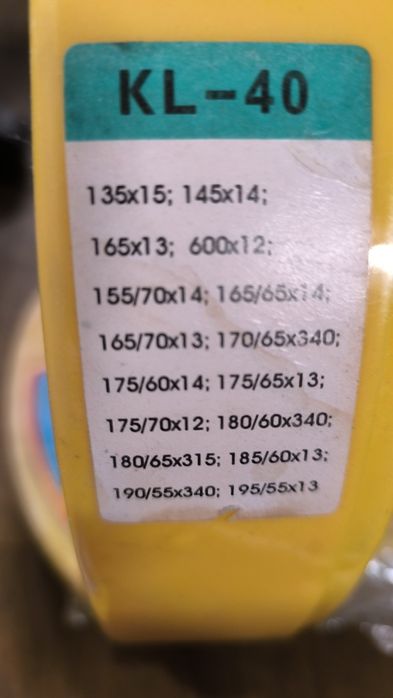 KL-40
135x15; 145x14;
165x13; 600x12;
155/70x14; 165/65x14;
165/70x13; 170/65x340;
175/60x14; 175/65x13;
175/70x12; 180/60x340;
180/65x315; 185/60x13;
190/55x340; 195/55x13